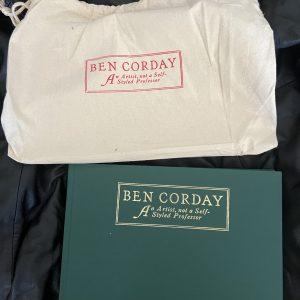 BEN CORDAY
An Artist, not a Self-
Styled Professor
BEN CORDAY
An Artist, not a Self-
Styled Professor